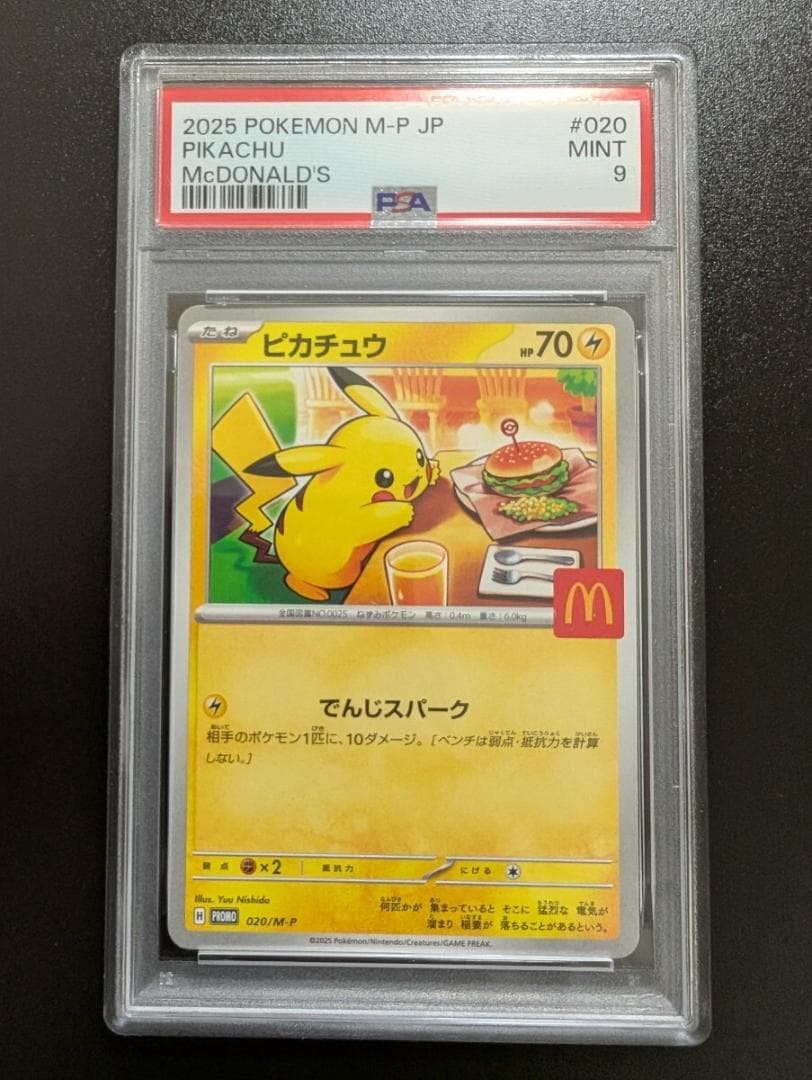 2025 POKEMON M-P JP #020
PIKACHU MINT
McDONALD'S 9
PSA
たね ピカチュウ HP70
全国図鑑NO.0025 ねずみポケモン 高さ:0.4m 重さ:6.0kg
M
でんじスパーク
相手のポケモン1匹に、10ダメージ。[ベンチは弱点・抵抗力を計算
しない。]
弱点 ×2 抵抗力 にげる
Illus. Yuu Nishida
何匹かが 集まっていると そこに 猛烈な 電気が
溜まり 稲妻が 落ちることがあるという。
H PROMO 020/M-P
©2025 Pokémon/Nintendo/Creatures/GAME FREAK.